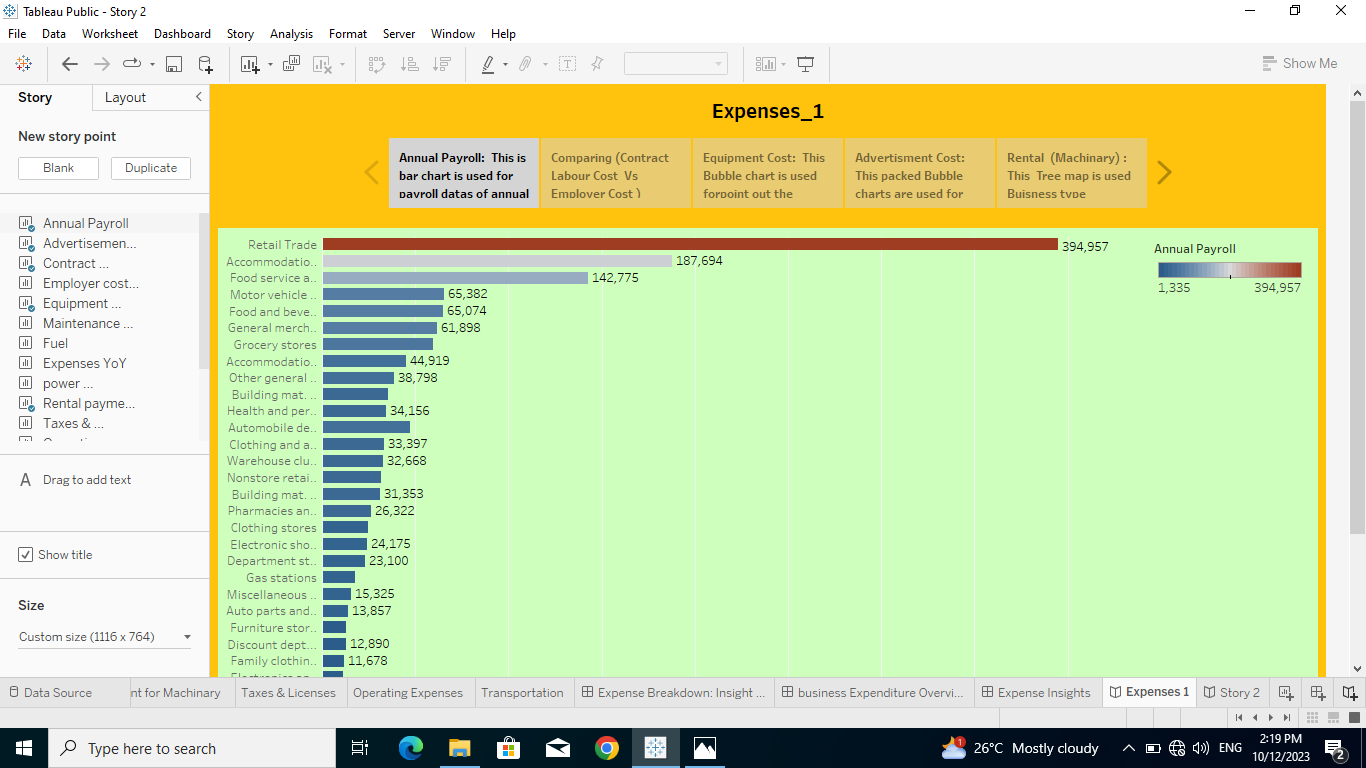 Tableau Public - Story 2
File Data Worksheet Dashboard Story Analysis Format Server Window Help
Show Me
Story Layout
New story point
Blank Duplicate
Annual Payroll
Advertisemen...
Contract ...
Employer cost...
Equipment ...
Maintenance ...
Fuel
Expenses YoY
power ...
Rental payme...
Taxes & ...
A Drag to add text
Show title
Size
Custom size (1116 x 764)
Expenses_1
Annual Payroll: This is
bar chart is used for
payroll datas of annual
Comparing (Contract
Labour Cost Vs
Employer Cost )
Equipment Cost: This
Bubble chart is used
forpoint out the
Advertisment Cost:
This packed Bubble
charts are used for
Rental (Machinary) :
This Tree map is used
Buisness type
Retail Trade 394,957
Accommodatio.. 187,694
Food service a.. 142,775
Motor vehicle .. 65,382
Food and beve.. 65,074
General merch.. 61,898
Grocery stores
Accommodatio.. 44,919
Other general .. 38,798
Building mat. ..
Health and per.. 34,156
Automobile de..
Clothing and a.. 33,397
Warehouse clu.. 32,668
Nonstore retai..
Building mat. .. 31,353
Pharmacies an.. 26,322
Clothing stores
Electronic sho.. 24,175
Department st.. 23,100
Gas stations
Miscellaneous .. 15,325
Auto parts and.. 13,857
Furniture stor..
Discount dept.. 12,890
Family clothin.. 11,678
Annual Payroll
1,335 394,957
Data Source nt for Machinary Taxes & Licenses Operating Expenses Transportation Expense Breakdown: Insight ... business Expenditure Overvi... Expense Insights Expenses 1 Story 2
Type here to search
1
26°C Mostly cloudy
ENG
2:19 PM
10/12/2023
2